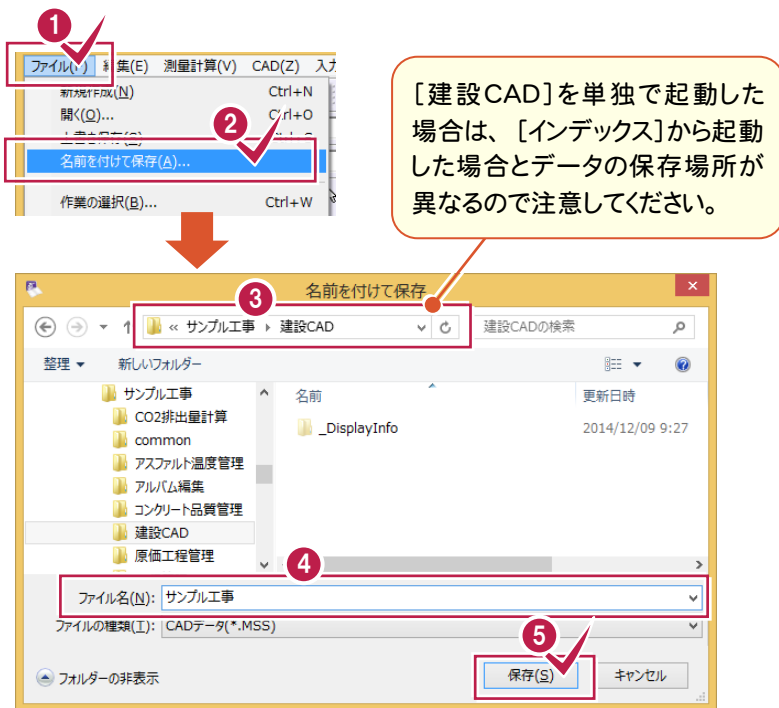 1
ファイル(F) 編集(E) 測量計算(V) CAD(Z) 入力
新規作成(N) Ctrl+N
開く(O)... Ctrl+O
2
上書き保存(S) Ctrl+S
名前を付けて保存(A)...
作業の選択(B)... Ctrl+W
[建設CAD]を単独で起動した
場合は、[インデックス]から起動
した場合とデータの保存場所が
異なるので注意してください。
名前を付けて保存
3
« サンプル工事 建設CAD
建設CADの検索
整理 新しいフォルダー
サンプル工事
CO2排出量計算
common
アスファルト温度管理
アルバム編集
コンクリート品質管理
建設CAD
原価工程管理
名前 更新日時
_DisplayInfo 2014/12/09 9:27
4
ファイル名(N): サンプル工事
ファイルの種類(T): CADデータ(*.MSS)
5
フォルダーの非表示
保存(S) キャンセル